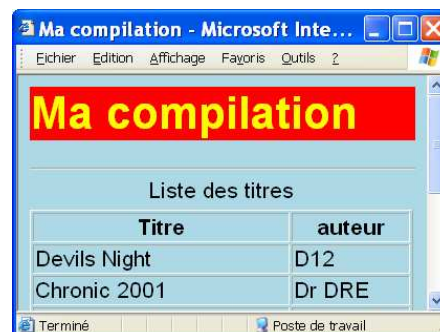 Ma compilation - Microsoft Inte...
Fichier Edition Affichage Favoris Outils ?
Ma compilation
Liste des titres
Titre auteur
Devils Night D12
Chronic 2001 Dr DRE
Terminé Poste de travail